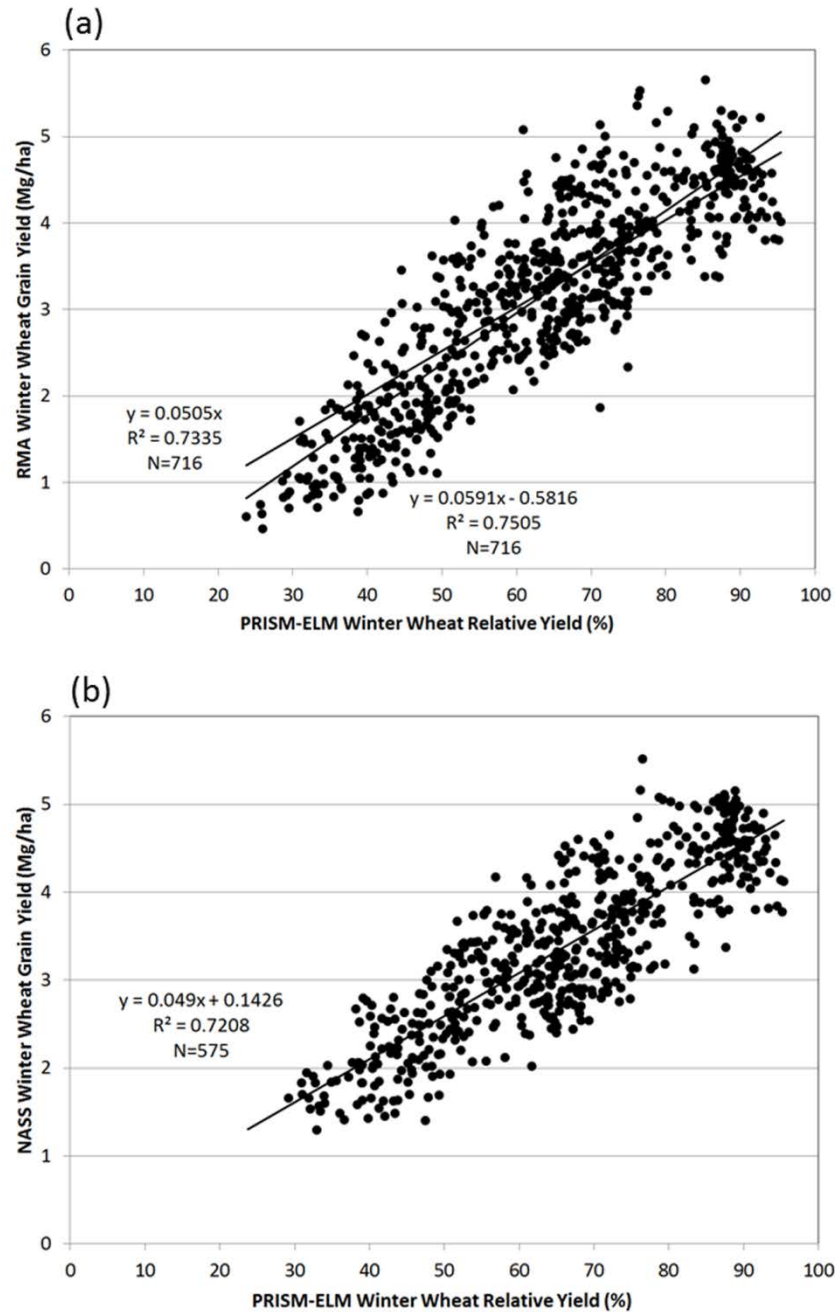 (a)
RMA Winter Wheat Grain Yield (Mg/ha)
6
5
4
3
2
1
0
y = 0.0505x
R² = 0.7335
N=716
y = 0.0591x - 0.5816
R² = 0.7505
N=716
0 10 20 30 40 50 60 70 80 90 100
PRISM-ELM Winter Wheat Relative Yield (%)
(b)
NASS Winter Wheat Grain Yield (Mg/ha)
6
5
4
3
2
1
0
y = 0.049x + 0.1426
R² = 0.7208
N=575
0 10 20 30 40 50 60 70 80 90 100
PRISM-ELM Winter Wheat Relative Yield (%)